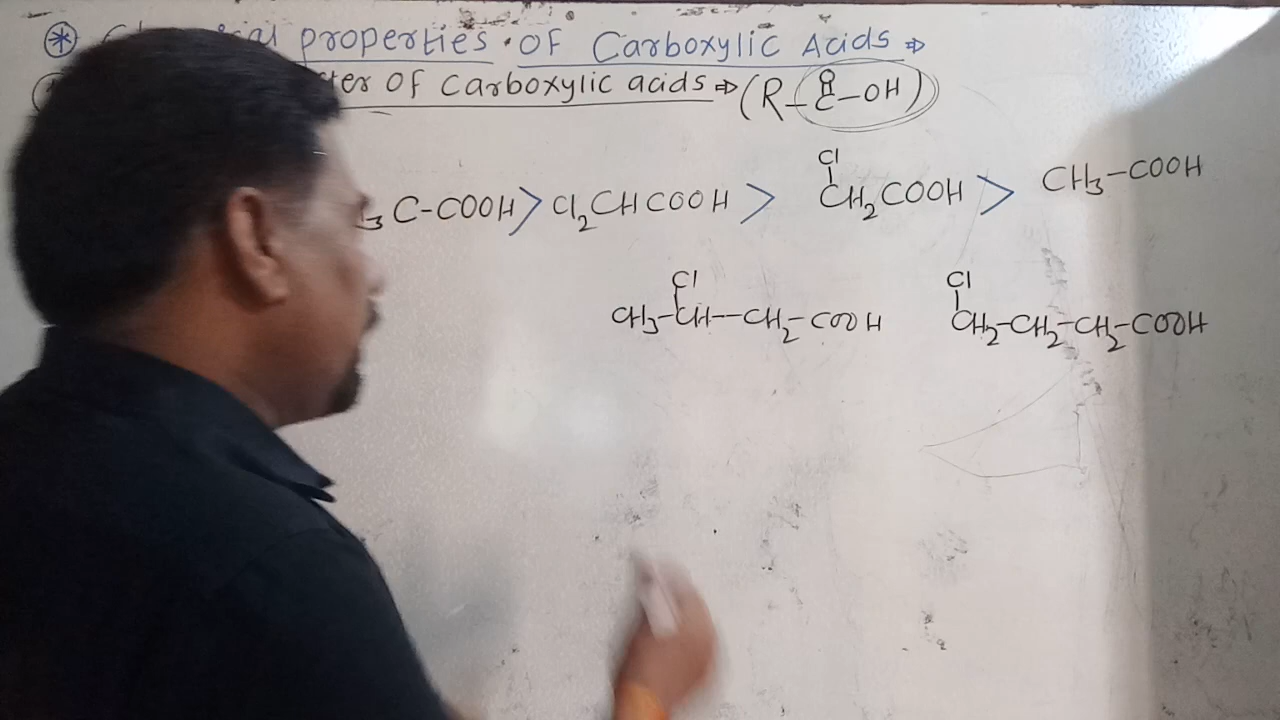 properties. OF Carboxylic Acids ⇒
OF Carboxylic acids ⇒ (R-C-OH)
O
Cl
₃C-COOH > Cl₂CHCOOH > CH₂COOH > CH₃-COOH
Cl Cl
CH₃-CH-CH₂-COOH CH₂-CH₂-CH₂-COOH